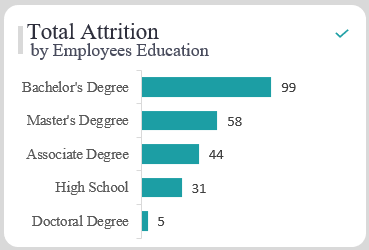 Total Attrition
by Employees Education
Bachelor's Degree 99
Master's Deggree 58
Associate Degree 44
High School 31
Doctoral Degree 5